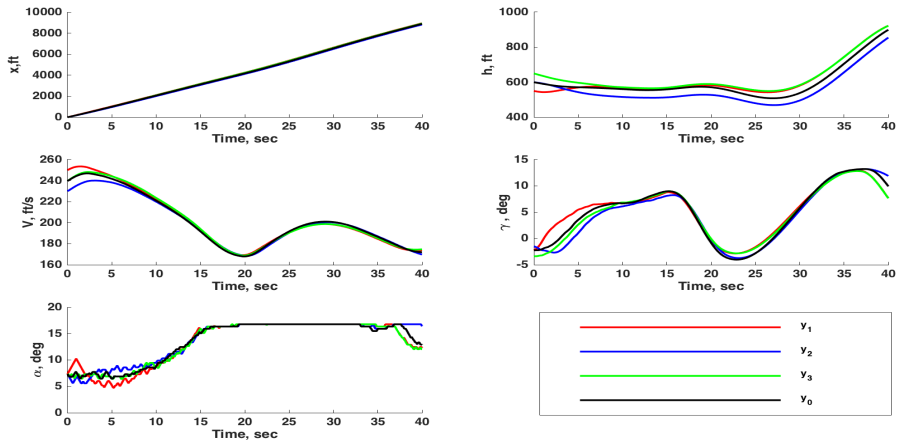 10000
8000
6000
4000
2000
0
x,ft
0 5 10 15 20 25 30 35 40
Time, sec
1000
800
600
400
h, ft
0 5 10 15 20 25 30 35 40
Time, sec
260
240
220
200
180
160
V, ft/s
0 5 10 15 20 25 30 35 40
Time, sec
15
10
5
0
-5
γ, deg
0 5 10 15 20 25 30 35 40
Time, sec
20
15
10
5
0
α, deg
0 5 10 15 20 25 30 35 40
Time, sec
y₁
y₂
y₃
y₀